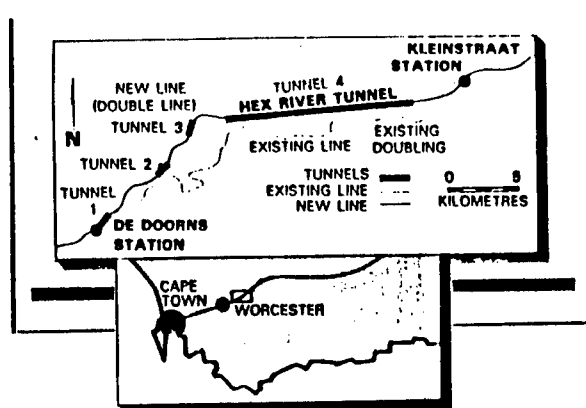 KLEINSTRAAT
STATION
NEW LINE
(DOUBLE LINE)
TUNNEL 4
HEX RIVER TUNNEL
TUNNEL 3
N
EXISTING LINE
EXISTING
DOUBLING
TUNNEL 2
TUNNELS
EXISTING LINE
NEW LINE
0 5
KILOMETRES
TUNNEL
1
DE DOORNS
STATION
CAPE
TOWN
WORCESTER